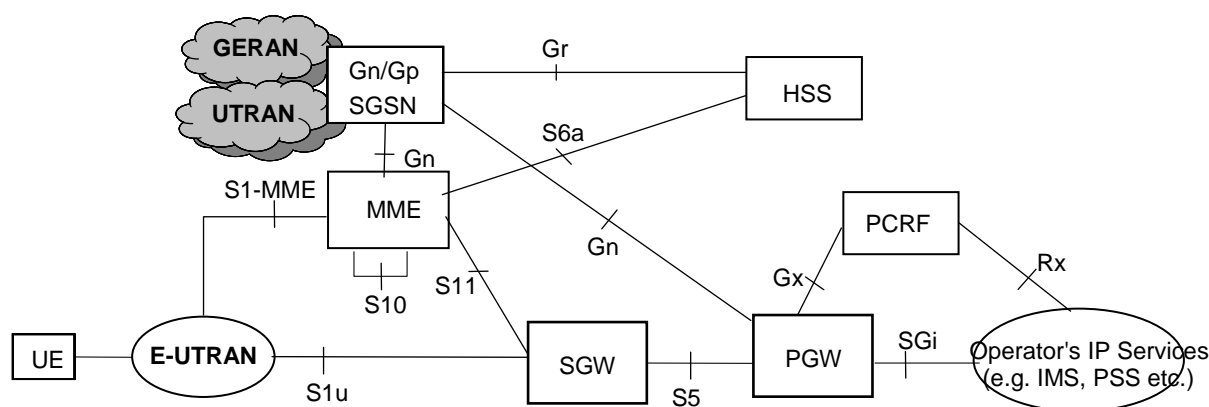 GERAN
UTRAN
Gn/Gp
SGSN
Gr
HSS
S6a
Gn
S1-MME
MME
Gn
PCRF
S10
S11
Gx
Rx
UE
E-UTRAN
S1u
SGW
S5
PGW
SGi
Operator's IP Services
(e.g. IMS, PSS etc.)